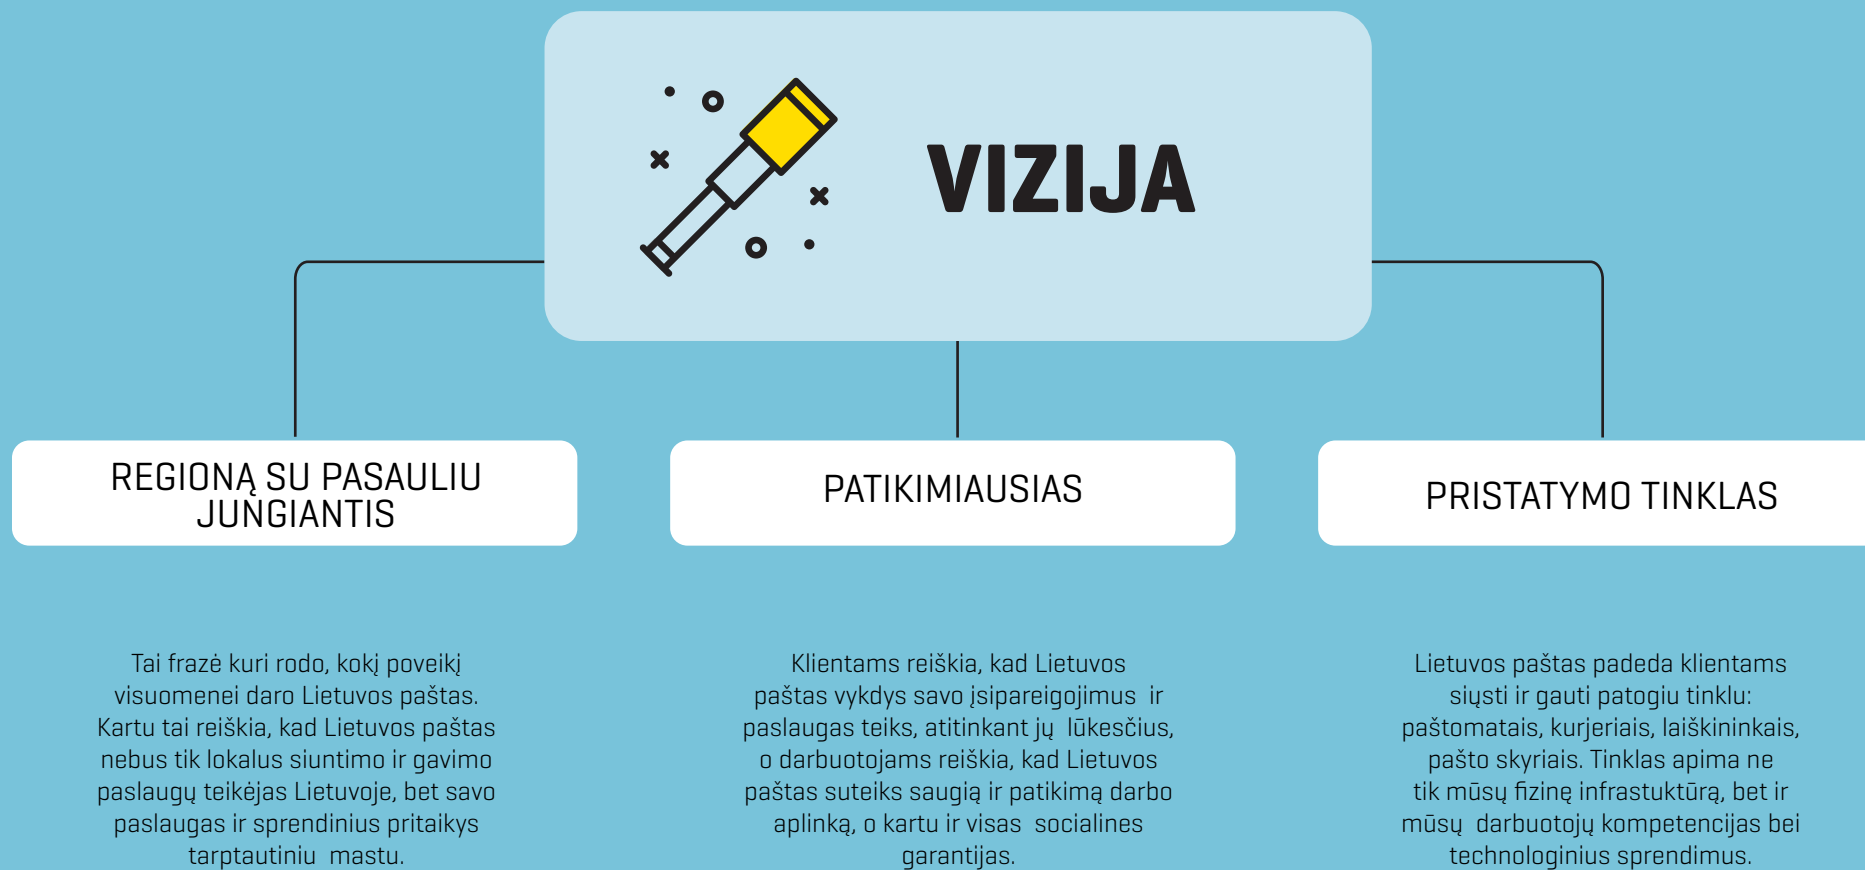 VIZIJA
REGIONĄ SU PASAULIU
JUNGIANTIS
Tai frazė kuri rodo, kokį poveikį
visuomenei daro Lietuvos paštas.
Kartu tai reiškia, kad Lietuvos paštas
nebus tik lokalus siuntimo ir gavimo
paslaugų teikėjas Lietuvoje, bet savo
paslaugas ir sprendinius pritaikys
tarptautiniu mastu.
PATIKIMIAUSIAS
Klientams reiškia, kad Lietuvos
paštas vykdys savo įsipareigojimus ir
paslaugas teiks, atitinkant jų lūkesčius,
o darbuotojams reiškia, kad Lietuvos
paštas suteiks saugią ir patikimą darbo
aplinką, o kartu ir visas socialines
garantijas.
PRISTATYMO TINKLAS
Lietuvos paštas padeda klientams
siųsti ir gauti patogiu tinklu:
paštomatais, kurjeriais, laiškininkais,
pašto skyriais. Tinklas apima ne
tik mūsų fizinę infrastuktūrą, bet ir
mūsų darbuotojų kompetencijas bei
technologinius sprendimus.